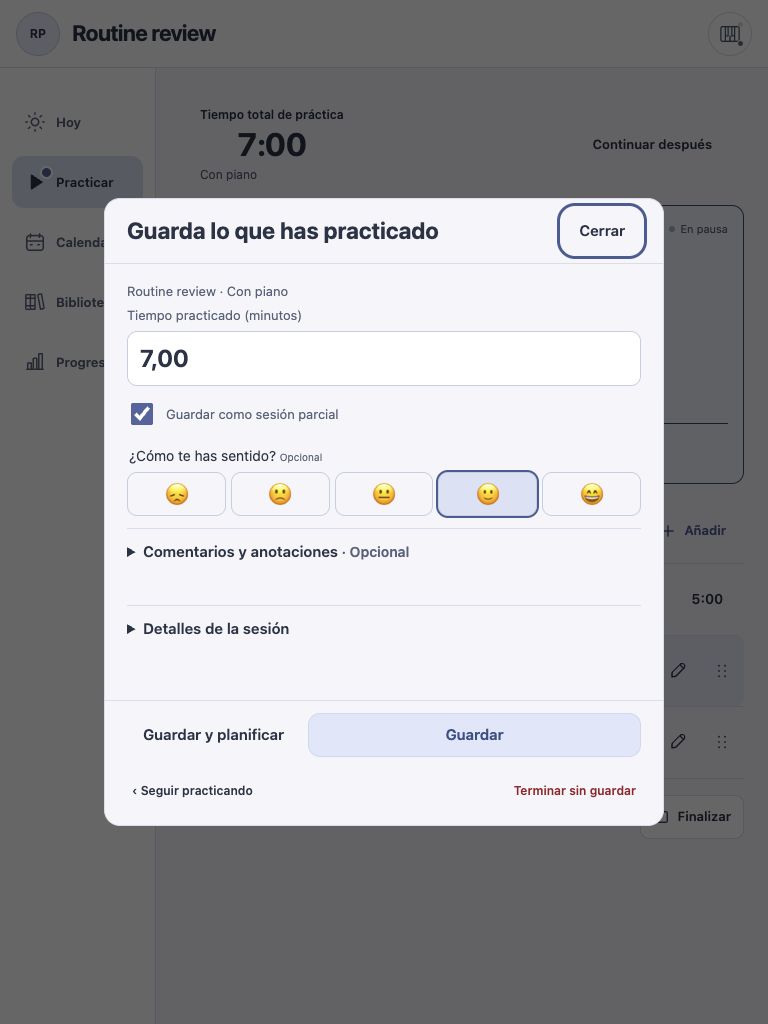 RP
Routine review
Hoy
Practicar
Calenda
Bibliote
Progres
Tiempo total de práctica
7:00
Con piano
Continuar después
En pausa
Guarda lo que has practicado
Cerrar
Routine review · Con piano
Tiempo practicado (minutos)
7,00
Guardar como sesión parcial
¿Cómo te has sentido? Opcional
Comentarios y anotaciones · Opcional
Detalles de la sesión
Guardar y planificar
Guardar
‹ Seguir practicando
Terminar sin guardar
+ Añadir
5:00
Finalizar